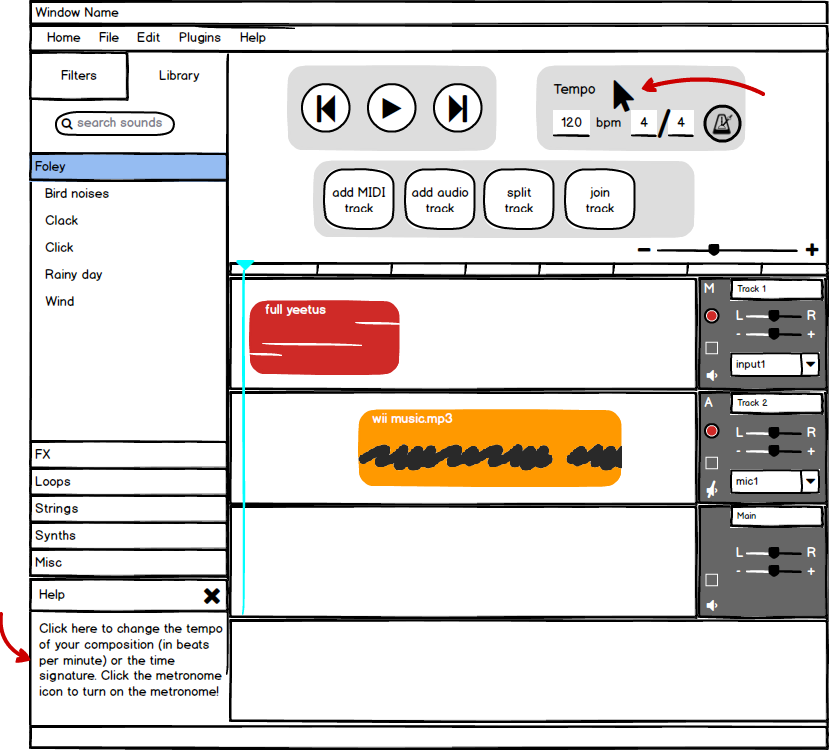 Window Name
Home File Edit Plugins Help
Filters Library
search sounds
Foley
Bird noises
Clack
Click
Rainy day
Wind
FX
Loops
Strings
Synths
Misc
Help
Click here to change the tempo
of your composition (in beats
per minute) or the time
signature. Click the metronome
icon to turn on the metronome!
Tempo
120 bpm 4 / 4
add MIDI
track
add audio
track
split
track
join
track
- +
full yeetus
M Track 1
L R
- +
input1
wii music.mp3
A Track 2
L R
- +
mic1
Main
L R
- +